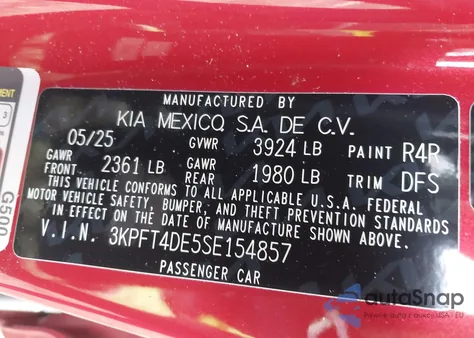 MANUFACTURED BY
KIA MEXICO, S.A. DE C.V.
05/25 GVWR 3924 LB PAINT R4R
GAWR FRONT 2361 LB GAWR REAR 1980 LB TRIM DFS
THIS VEHICLE CONFORMS TO ALL APPLICABLE U.S.A. FEDERAL
MOTOR VEHICLE SAFETY, BUMPER, AND THEFT PREVENTION STANDARDS
IN EFFECT ON THE DATE OF MANUFACTURE SHOWN ABOVE.
V.I.N. 3KPFT4DE5SE154857
PASSENGER CAR
3
G500
autoSnap